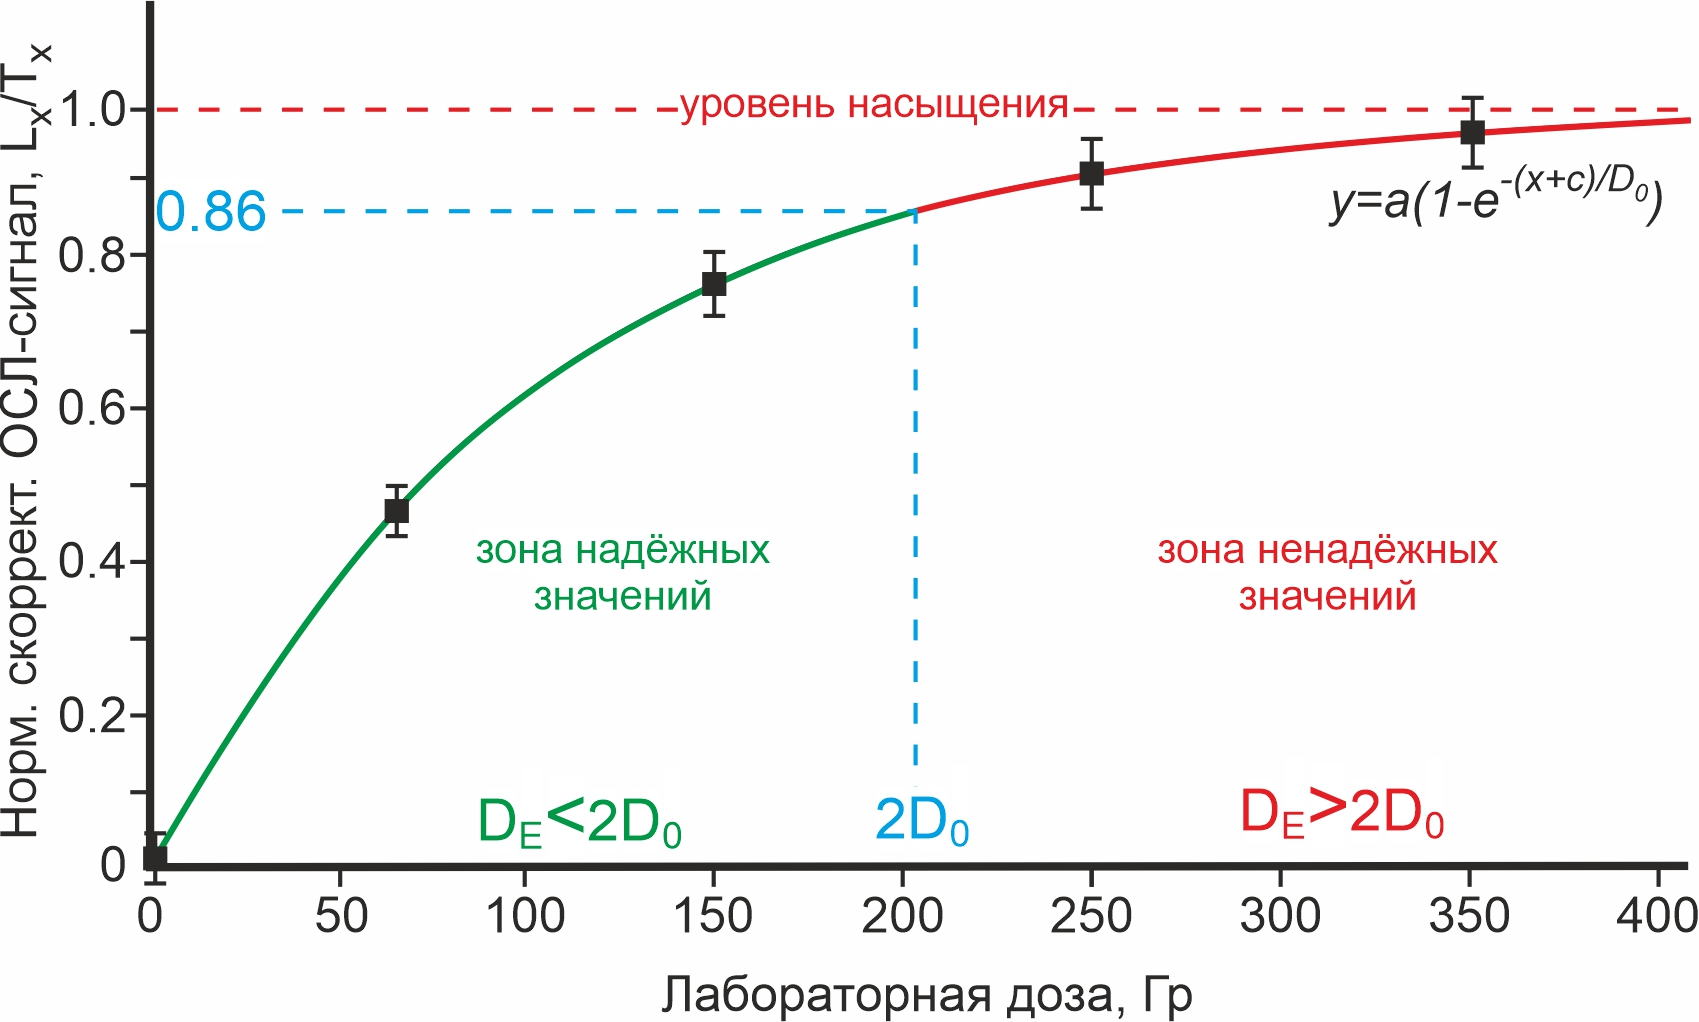 Норм. скоррект. ОСЛ-сигнал, Lx/Tx
1.0
уровень насыщения
0.86
y=a(1-e-(x+c)/D0)
0.8
0.6
0.4
зона надёжных
значений
зона ненадёжных
значений
0.2
DE<2D0
2D0
DE>2D0
0
0 50 100 150 200 250 300 350 400
Лабораторная доза, Гр